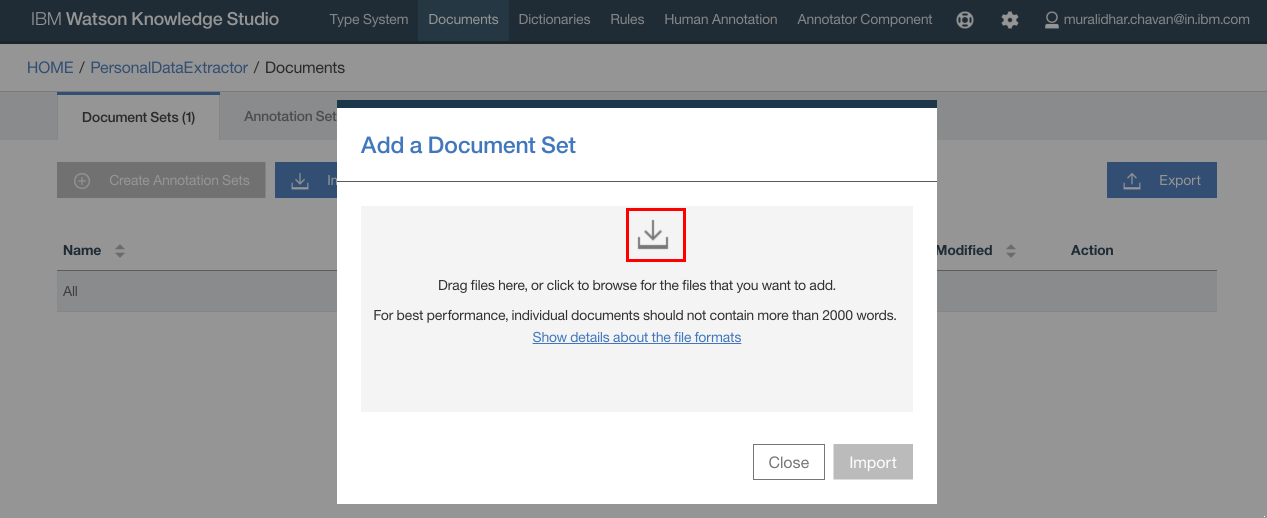 IBM Watson Knowledge Studio Type System Documents Dictionaries Rules Human Annotation Annotator Component muralidhar.chavan@in.ibm.com
HOME / PersonalDataExtractor / Documents
Document Sets (1) Annotation Set
Add a Document Set
Create Annotation Sets Export
Name Modified Action
All
Drag files here, or click to browse for the files that you want to add.
For best performance, individual documents should not contain more than 2000 words.
Show details about the file formats
Close Import